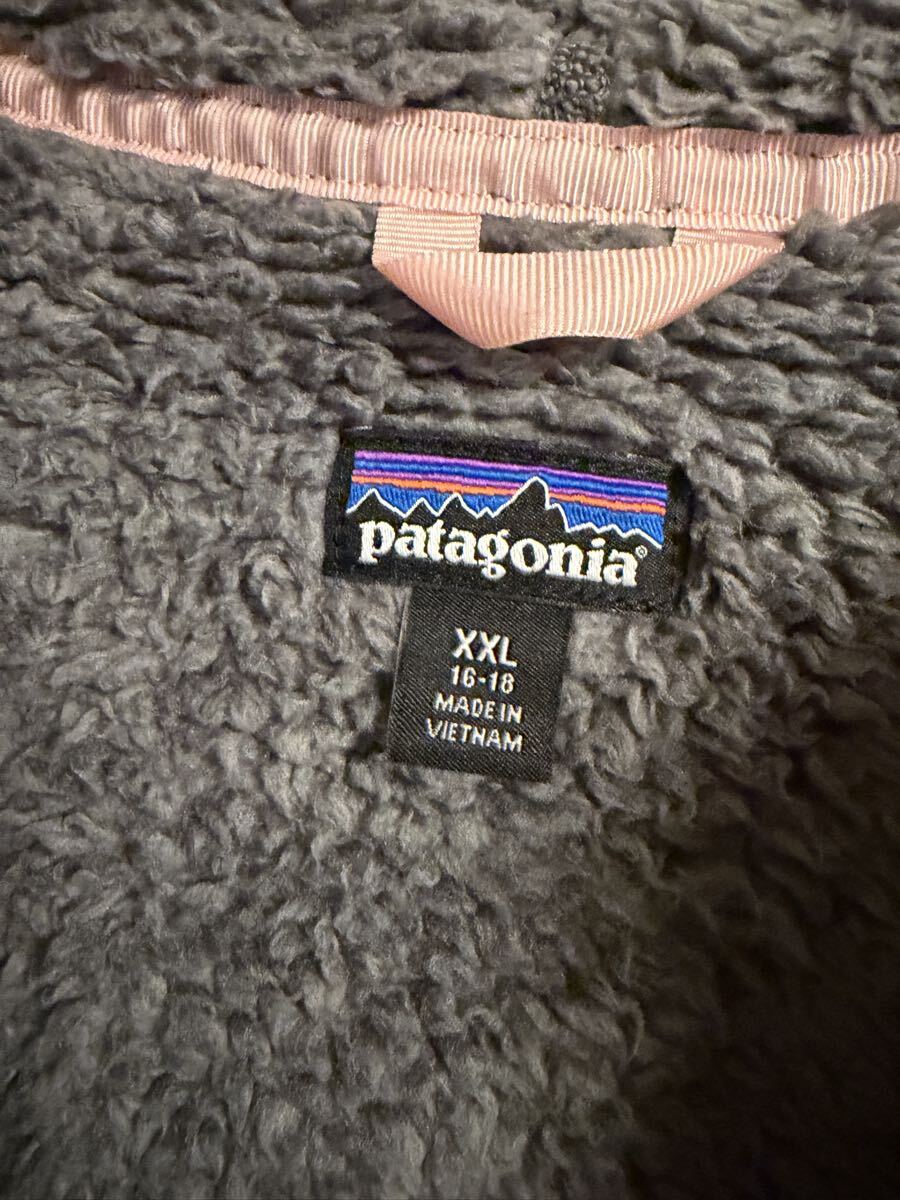 patagonia®
XXL
16-18
MADE IN
VIETNAM